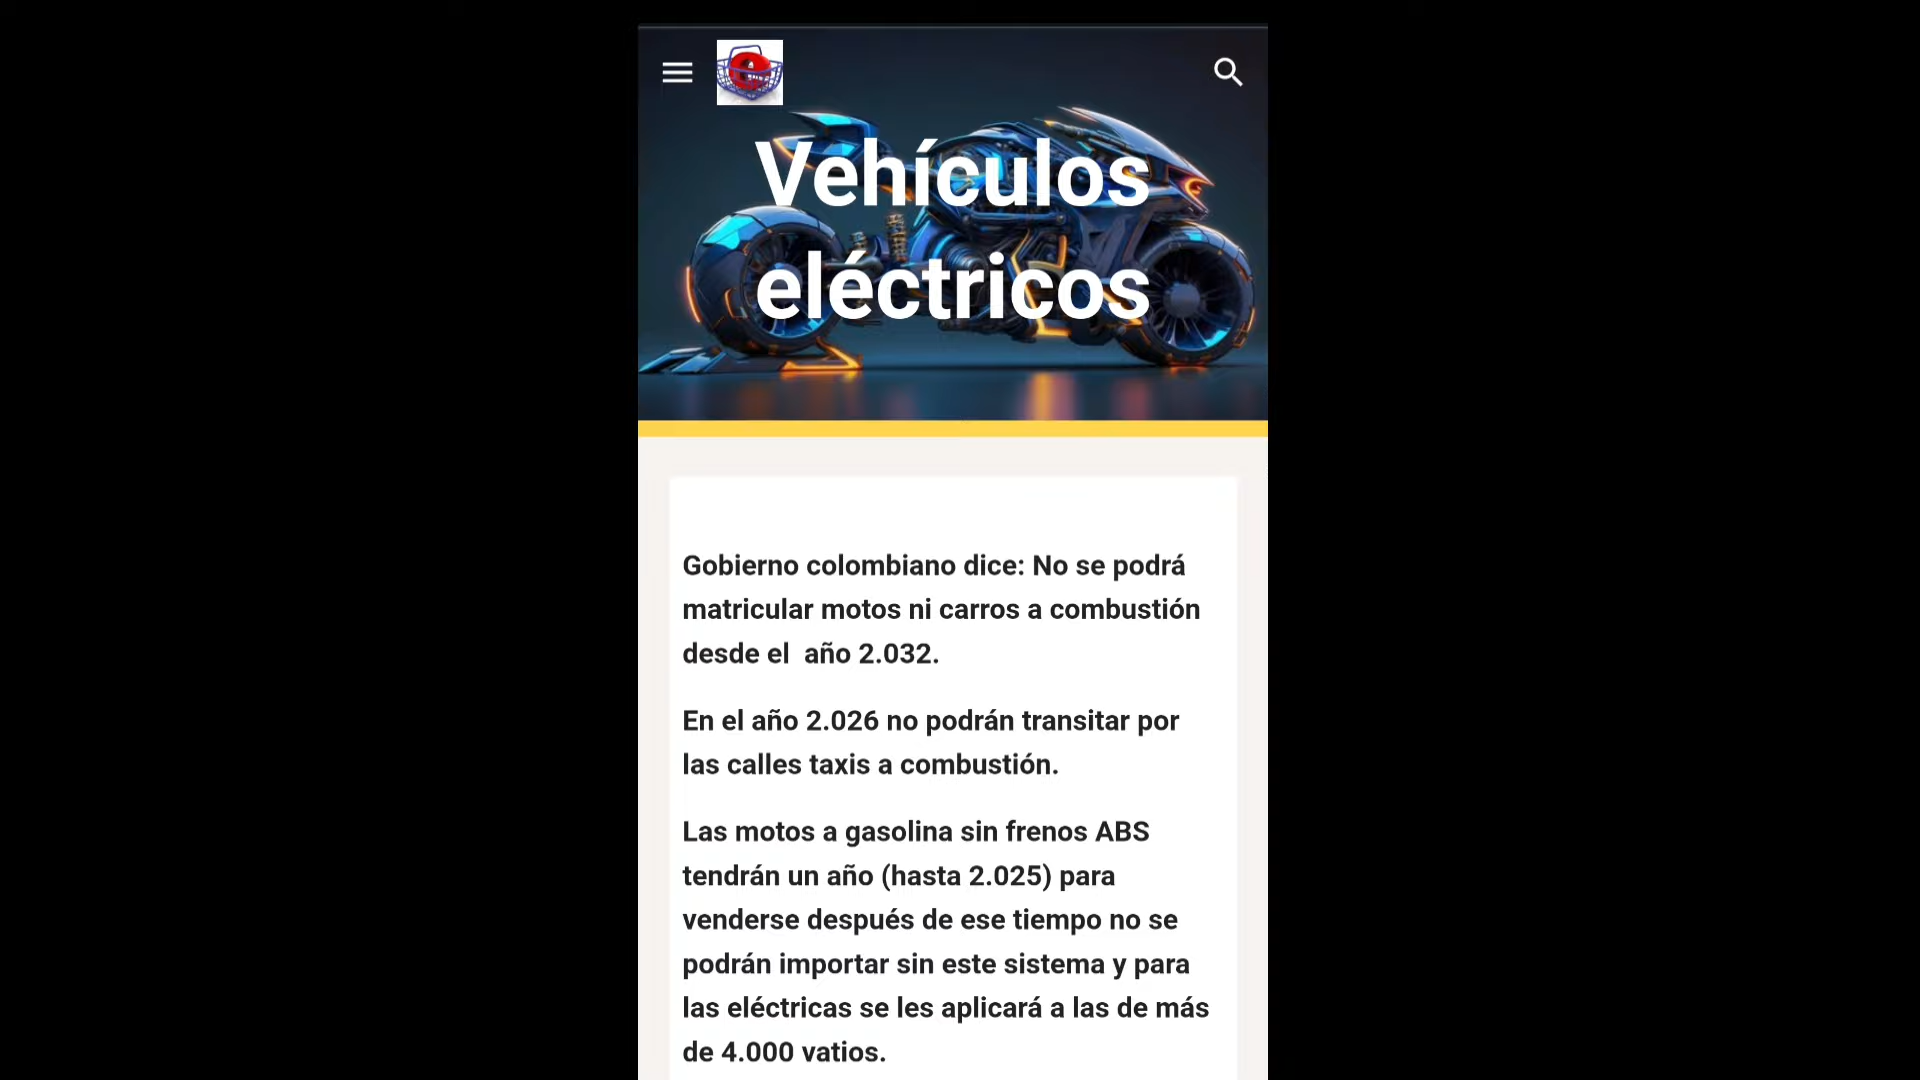 Vehículos
eléctricos
Gobierno colombiano dice: No se podrá
matricular motos ni carros a combustión
desde el  año 2.032.
En el año 2.026 no podrán transitar por
las calles taxis a combustión.
Las motos a gasolina sin frenos ABS
tendrán un año (hasta 2.025) para
venderse después de ese tiempo no se
podrán importar sin este sistema y para
las eléctricas se les aplicará a las de más
de 4.000 vatios.